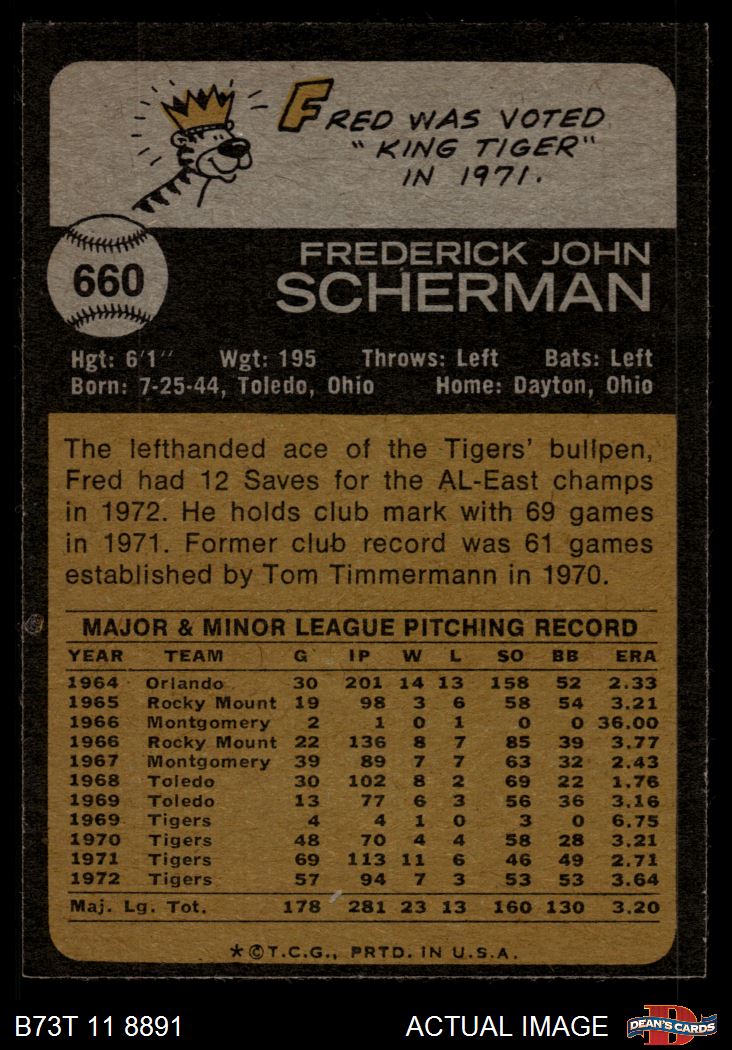 FRED WAS VOTED
"KING TIGER"
IN 1971.
660
FREDERICK JOHN
SCHERMAN
Hgt: 6'1" Wgt: 195 Throws: Left Bats: Left
Born: 7-25-44, Toledo, Ohio Home: Dayton, Ohio
The lefthanded ace of the Tigers' bullpen,
Fred had 12 Saves for the AL-East champs
in 1972. He holds club mark with 69 games
in 1971. Former club record was 61 games
established by Tom Timmermann in 1970.
MAJOR & MINOR LEAGUE PITCHING RECORD
YEAR TEAM G IP W L SO BB ERA
1964 Orlando 30 201 14 13 158 52 2.33
1965 Rocky Mount 19 98 3 6 58 54 3.21
1966 Montgomery 2 1 0 1 0 0 36.00
1966 Rocky Mount 22 136 8 7 85 39 3.77
1967 Montgomery 39 89 7 7 63 32 2.43
1968 Toledo 30 102 8 2 69 22 1.76
1969 Toledo 13 77 6 3 56 36 3.16
1969 Tigers 4 4 1 0 3 0 6.75
1970 Tigers 48 70 4 4 58 28 3.21
1971 Tigers 69 113 11 6 46 49 2.71
1972 Tigers 57 94 7 3 53 53 3.64
Maj. Lg. Tot. 178 281 23 13 160 130 3.20
*©T.C.G., PRTD. IN U.S.A.
B73T 11 8891 ACTUAL IMAGE DEAN'S CARDS